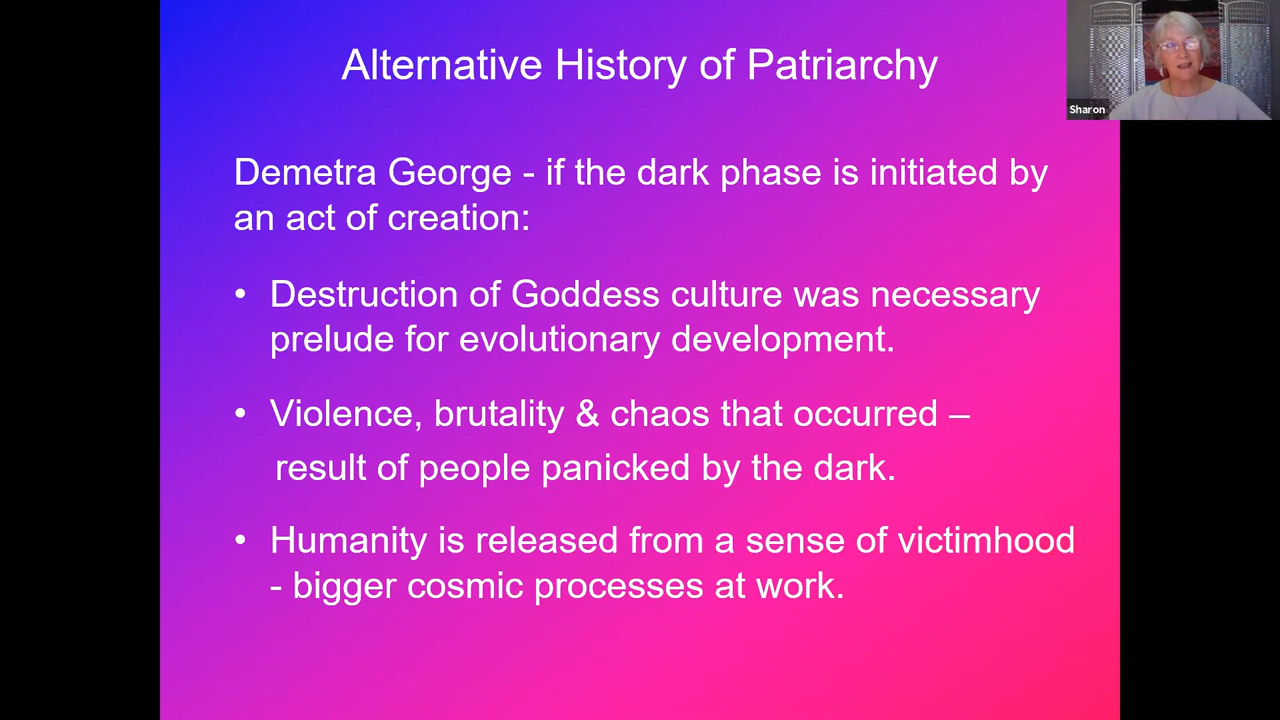 Alternative History of Patriarchy
Sharon
Demetra George - if the dark phase is initiated by
an act of creation:
• Destruction of Goddess culture was necessary
prelude for evolutionary development.
• Violence, brutality & chaos that occurred –
result of people panicked by the dark.
• Humanity is released from a sense of victimhood
- bigger cosmic processes at work.